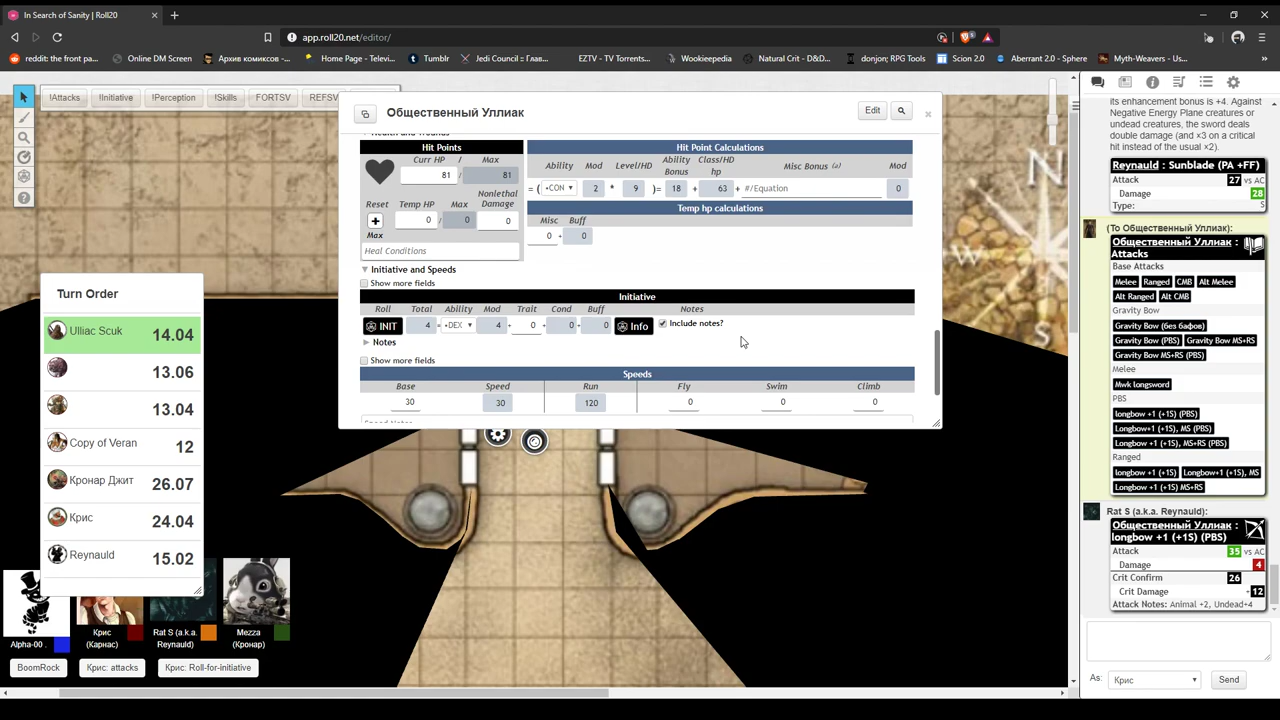 In Search of Sanity | Roll20
app.roll20.net/editor/
reddit: the front pa...
Online DM Screen
Архив комиксов -...
Home Page - Televi...
Tumblr
Jedi Council = Глав...
EZTV - TV Torrents...
Wookieepedia
Natural Crit - D&D...
donjon; RPG Tools
Scion 2.0
Aberrant 2.0 - Sphere
Myth-Weavers - Us...
!Attacks
!Initiative
!Perception
!Skills
FORTSV
REFSV
Общественный Уллиак
Edit
Health and Wounds
Hit Points
Curr HP / Max
81 / 81
Reset
Temp HP Max
0 / 0
Nonlethal Damage
0
Max
Heal Conditions
Hit Point Calculations
Ability Mod Level/HD Ability Bonus Class/HD hp Misc Bonus (a) Mod
= ( •CON 2 * 9 )= 18 + 63 + #/Equation 0
Temp hp calculations
Misc Buff
0 + 0
Initiative and Speeds
Show more fields
Initiative
Roll Total Ability Mod Trait Cond Buff Notes
INIT 4 = •DEX 4 + 0 + 0 + 0 Info Include notes?
Notes
Show more fields
Speeds
Base Speed Run Fly Swim Climb
30 30 120 0 0 0
Turn Order
Ulliac Scuk 14.04
13.06
13.04
Copy of Veran 12
Кронар Джит 26.07
Крис 24.04
Reynauld 15.02
Alpha-00 .
Крис (Карнас)
Rat S (a.k.a. Reynauld)
Mezza (Кронар)
BoomRock
Крис: attacks
Крис: Roll-for-initiative
N
its enhancement bonus is +4. Against
Negative Energy Plane creatures or
undead creatures, the sword deals
double damage (and ×3 on a critical
hit instead of the usual ×2).
Reynauld : Sunblade (PA +FF)
Attack 27 vs AC
Damage 28
Type: S
(To Общественный Уллиак):
Общественный Уллиак :
Attacks
Base Attacks
Melee Ranged CMB Alt Melee
Alt Ranged Alt CMB
Gravity Bow
Gravity Bow (без бафов)
Gravity Bow (PBS) Gravity Bow MS+RS
Gravity Bow MS+RS (PBS)
Melee
Mwk longsword
PBS
longbow +1 (+1S) (PBS)
Longbow+1 (+1S), MS (PBS)
Longbow +1 (+1S), MS+RS (PBS)
Ranged
longbow +1 (+1S) Longbow+1 (+1S), MS
Longbow +1 (+1S) MS+RS
Rat S (a.k.a. Reynauld):
Общественный Уллиак :
longbow +1 (+1S) (PBS)
Attack 35 vs AC
Damage 4
Crit Confirm 26
Crit Damage +12
Attack Notes: Animal +2, Undead+4
As: Крис
Send